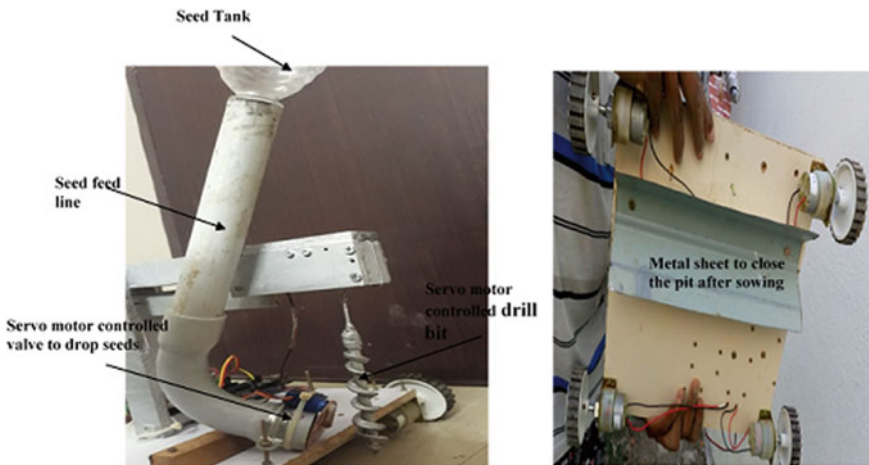 Seed Tank
Seed feed
line
Servo motor
controlled drill
bit
Servo motor controlled
valve to drop seeds
Metal sheet to close
the pit after sowing